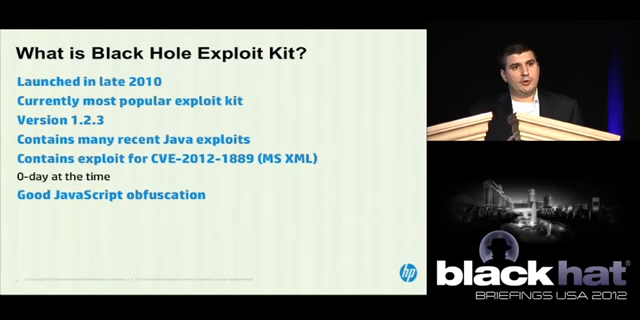 What is Black Hole Exploit Kit?
Launched in late 2010
Currently most popular exploit kit
Version 1.2.3
Contains many recent Java exploits
Contains exploit for CVE-2012-1889 (MS XML)
0-day at the time
Good JavaScript obfuscation
hp
black hat®
BRIEFINGS USA 2012